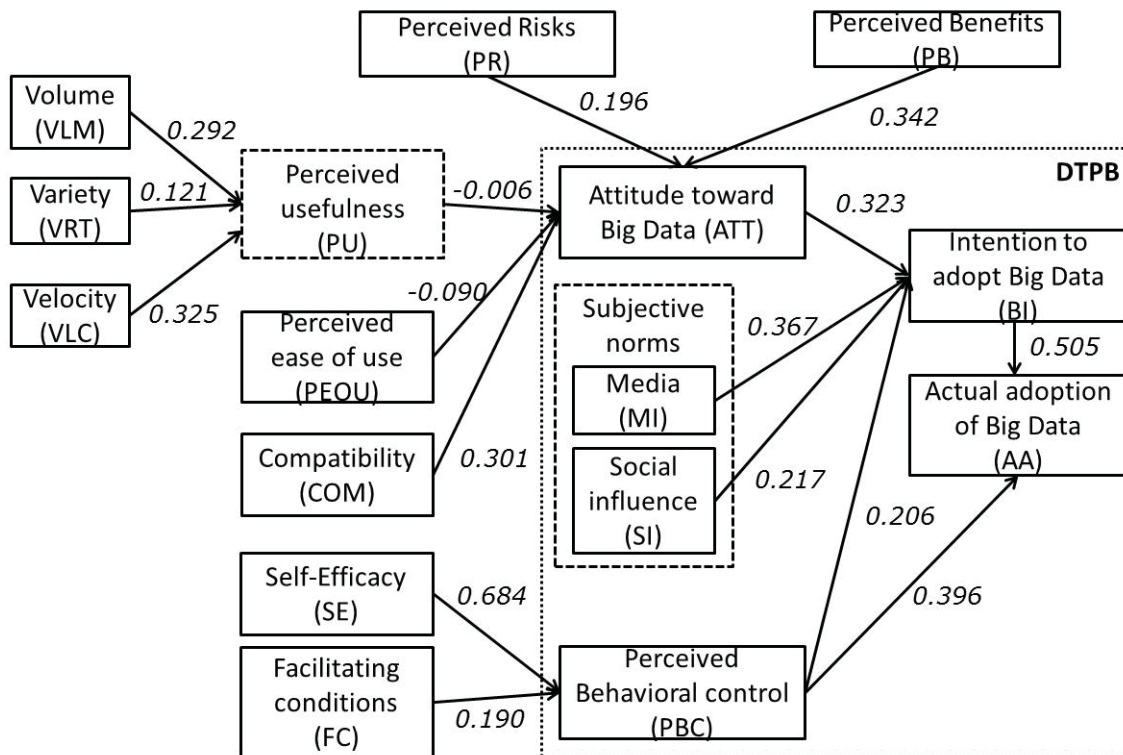 Perceived Risks
(PR)
Perceived Benefits
(PB)
0.196
0.342
Volume
(VLM)
0.292
Variety
(VRT)
0.121
Velocity
(VLC)
0.325
Perceived
usefulness
(PU)
-0.006
DTPB
Attitude toward
Big Data (ATT)
0.323
Intention to
adopt Big Data
(BI)
-0.090
Perceived
ease of use
(PEOU)
Subjective
norms
0.367
Media
(MI)
0.505
Actual adoption
of Big Data
(AA)
Compatibility
(COM)
0.301
Social
influence
(SI)
0.217
0.206
0.396
Self-Efficacy
(SE)
0.684
Facilitating
conditions
(FC)
0.190
Perceived
Behavioral control
(PBC)